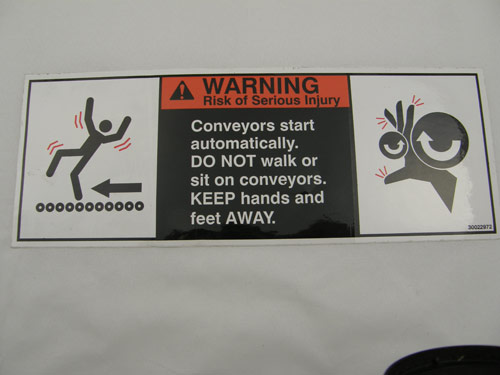 WARNING
Risk of Serious Injury
Conveyors start
automatically.
DO NOT walk or
sit on conveyors.
KEEP hands and
feet AWAY.
30022973